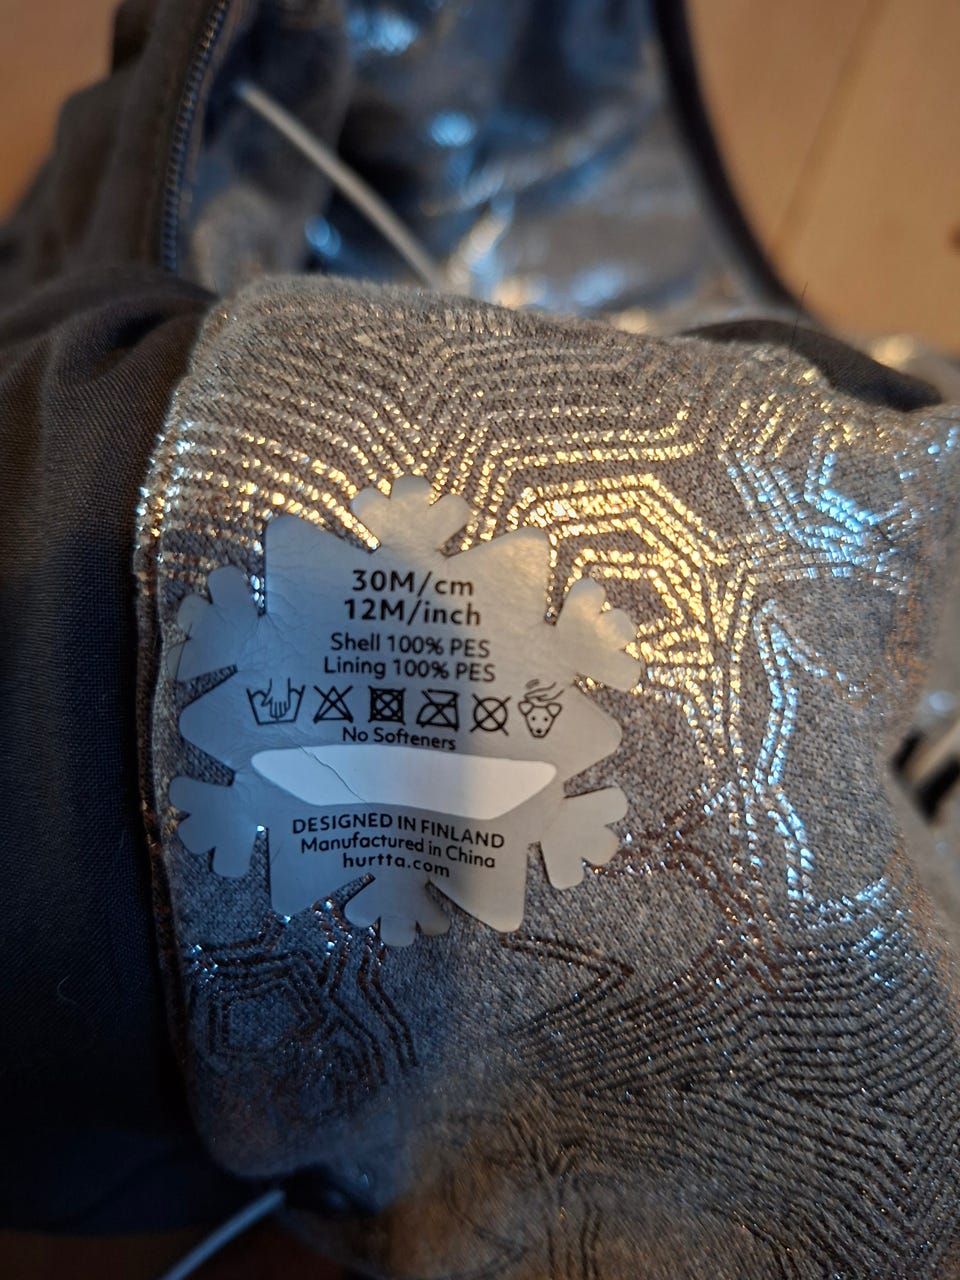 30M/cm
12M/inch
Shell 100% PES
Lining 100% PES
No Softeners
DESIGNED IN FINLAND
Manufactured in China
hurtta.com